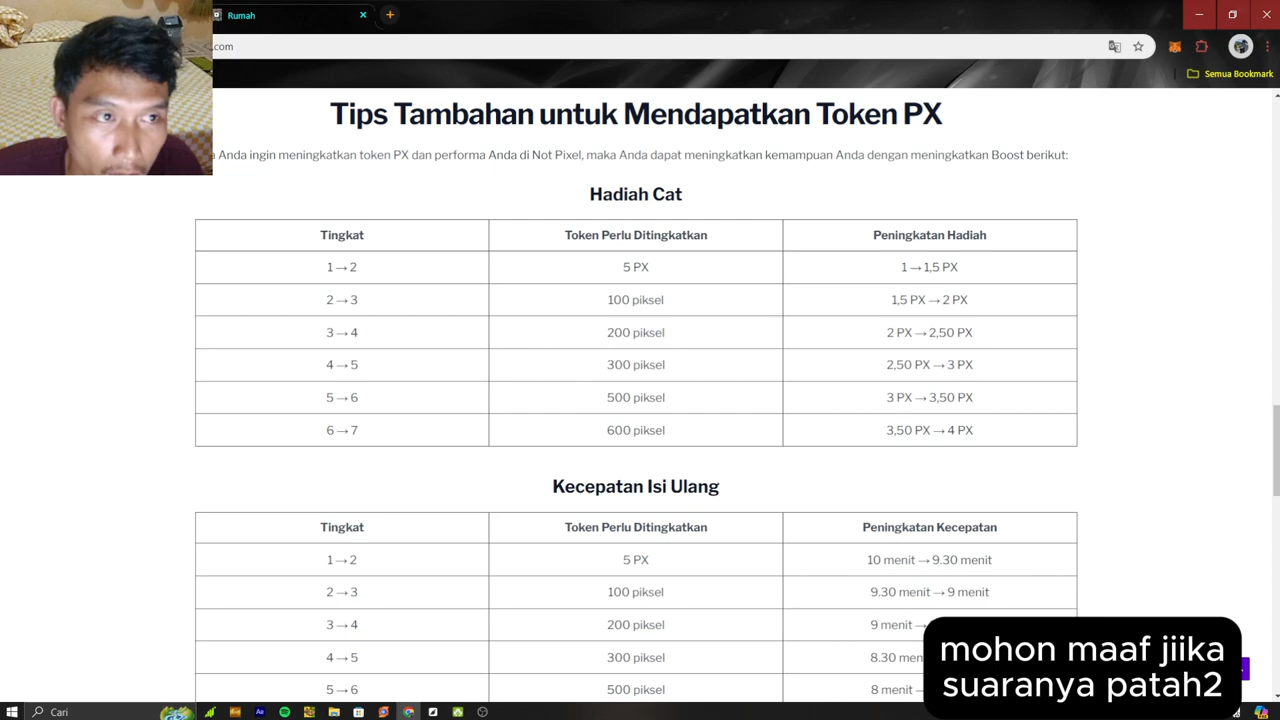 Rumah
.com
Semua Bookmark
Tips Tambahan untuk Mendapatkan Token PX
Anda ingin meningkatkan token PX dan performa Anda di Not Pixel, maka Anda dapat meningkatkan kemampuan Anda dengan meningkatkan Boost berikut:
Hadiah Cat
Tingkat Token Perlu Ditingkatkan Peningkatan Hadiah
1 → 2 5 PX 1 → 1,5 PX
2 → 3 100 piksel 1,5 PX → 2 PX
3 → 4 200 piksel 2 PX → 2,50 PX
4 → 5 300 piksel 2,50 PX → 3 PX
5 → 6 500 piksel 3 PX → 3,50 PX
6 → 7 600 piksel 3,50 PX → 4 PX
Kecepatan Isi Ulang
Tingkat Token Perlu Ditingkatkan Peningkatan Kecepatan
1 → 2 5 PX 10 menit → 9.30 menit
2 → 3 100 piksel 9.30 menit → 9 menit
3 → 4 200 piksel 9 menit →
4 → 5 300 piksel 8.30
5 → 6 500 piksel 8 menit →
mohon maaf jiika
suaranya patah2
Cari